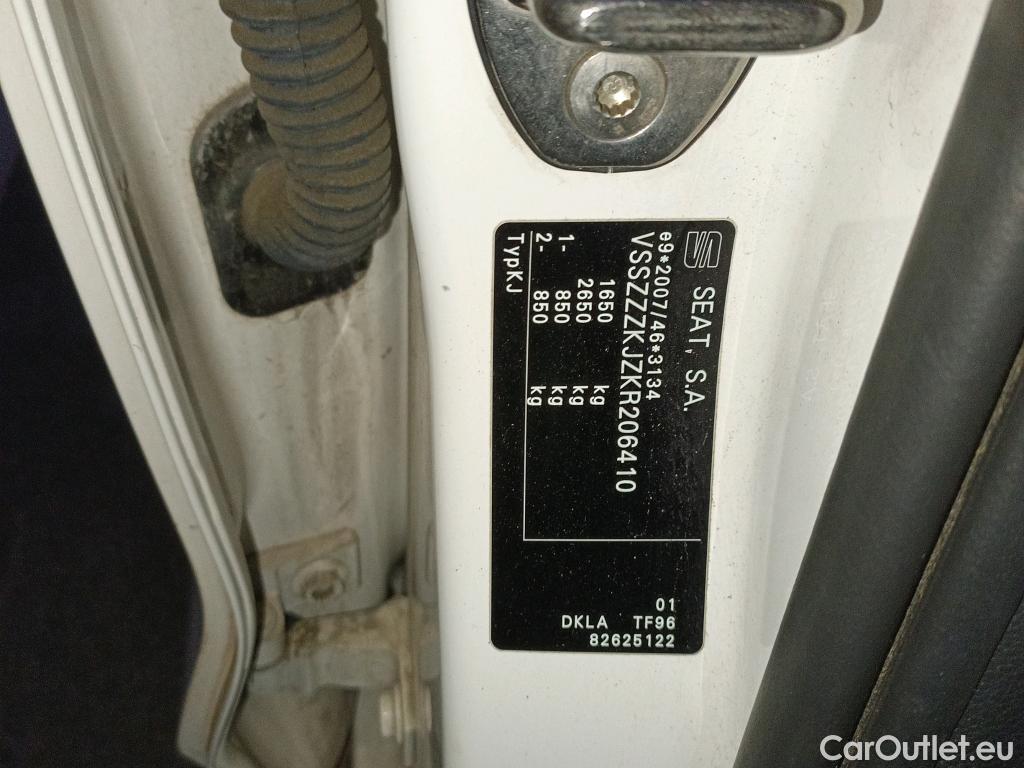 SEAT, S.A.
e9*2007/46*3134
VSSZZZKJZKR206410
1650 kg
2650 kg
1- 850 kg
2- 850 kg
TypKJ
01
DKLA TF96
82625122
CarOutlet.eu